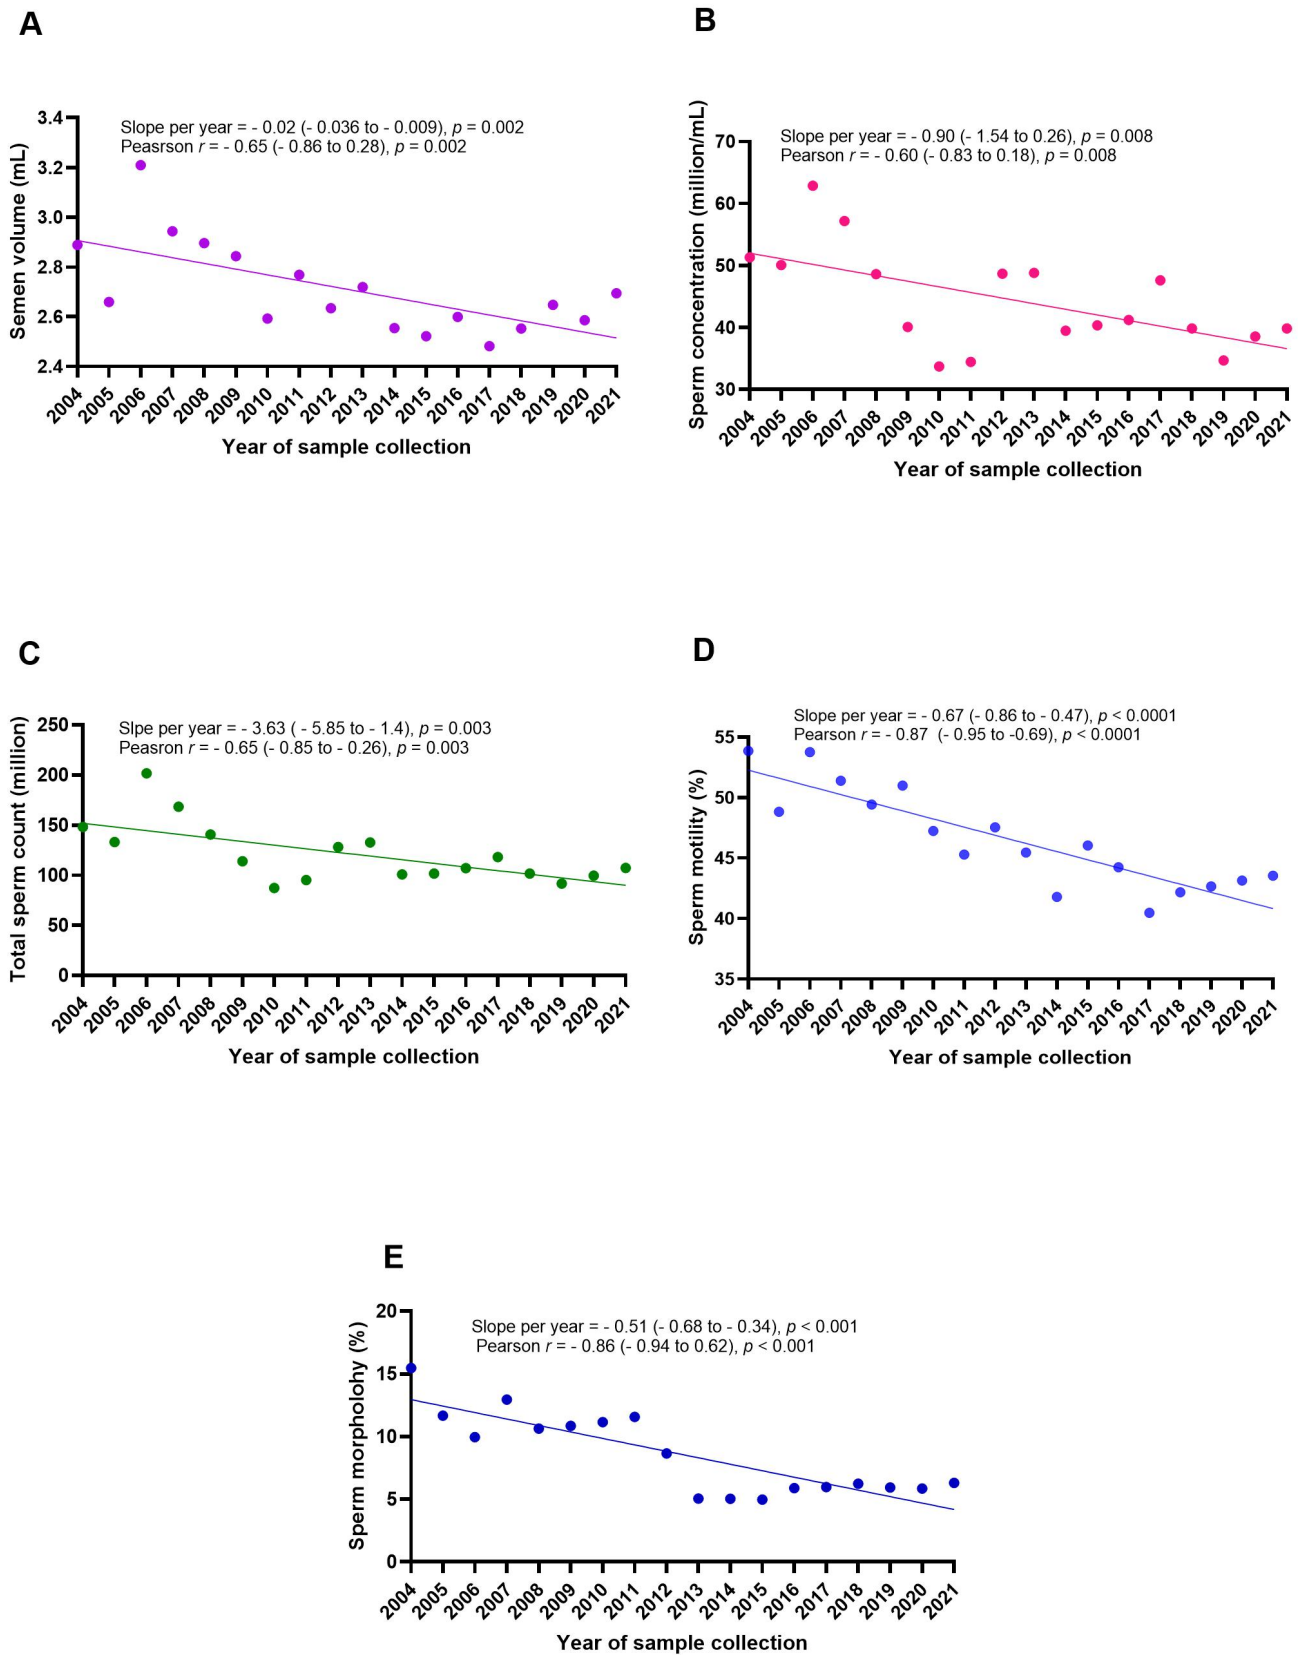 A
Slope per year = - 0.02 (- 0.036 to - 0.009), p = 0.002
Peasrson r = - 0.65 (- 0.86 to 0.28), p = 0.002
Semen volume (mL)
3.4
3.2
3.0
2.8
2.6
2.4
2004 2005 2006 2007 2008 2009 2010 2011 2012 2013 2014 2015 2016 2017 2018 2019 2020 2021
Year of sample collection
B
Slope per year = - 0.90 (- 1.54 to 0.26), p = 0.008
Pearson r = - 0.60 (- 0.83 to 0.18), p = 0.008
Sperm concentration (million/mL)
70
60
50
40
30
2004 2005 2006 2007 2008 2009 2010 2011 2012 2013 2014 2015 2016 2017 2018 2019 2020 2021
Year of sample collection
C
Slpe per year = - 3.63 ( - 5.85 to - 1.4), p = 0.003
Peasron r = - 0.65 (- 0.85 to - 0.26), p = 0.003
Total sperm count (million)
250
200
150
100
50
0
2004 2005 2006 2007 2008 2009 2010 2011 2012 2013 2014 2015 2016 2017 2018 2019 2020 2021
Year of sample collection
D
Slope per year = - 0.67 (- 0.86 to - 0.47), p < 0.0001
Pearson r = - 0.87 (- 0.95 to -0.69), p < 0.0001
Sperm motility (%)
55
50
45
40
35
2004 2005 2006 2007 2008 2009 2010 2011 2012 2013 2014 2015 2016 2017 2018 2019 2020 2021
Year of sample collection
E
Slope per year = - 0.51 (- 0.68 to - 0.34), p < 0.001
Pearson r = - 0.86 (- 0.94 to 0.62), p < 0.001
Sperm morpholohy (%)
20
15
10
5
0
2004 2005 2006 2007 2008 2009 2010 2011 2012 2013 2014 2015 2016 2017 2018 2019 2020 2021
Year of sample collection